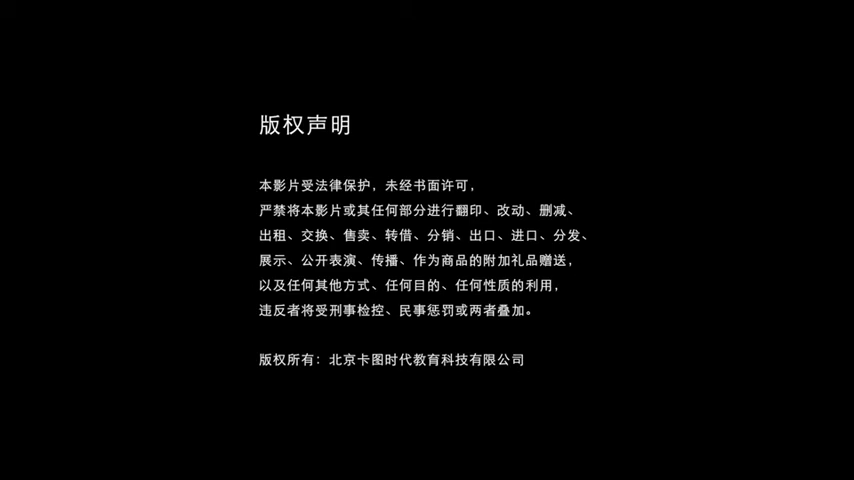 版权声明
本影片受法律保护，未经书面许可，
严禁将本影片或其任何部分进行翻印、改动、删减、
出租、交换、售卖、转借、分销、出口、进口、分发、
展示、公开表演、传播、作为商品的附加礼品赠送，
以及任何其他方式、任何目的、任何性质的利用，
违反者将受刑事检控、民事惩罚或两者叠加。
版权所有：北京卡图时代教育科技有限公司